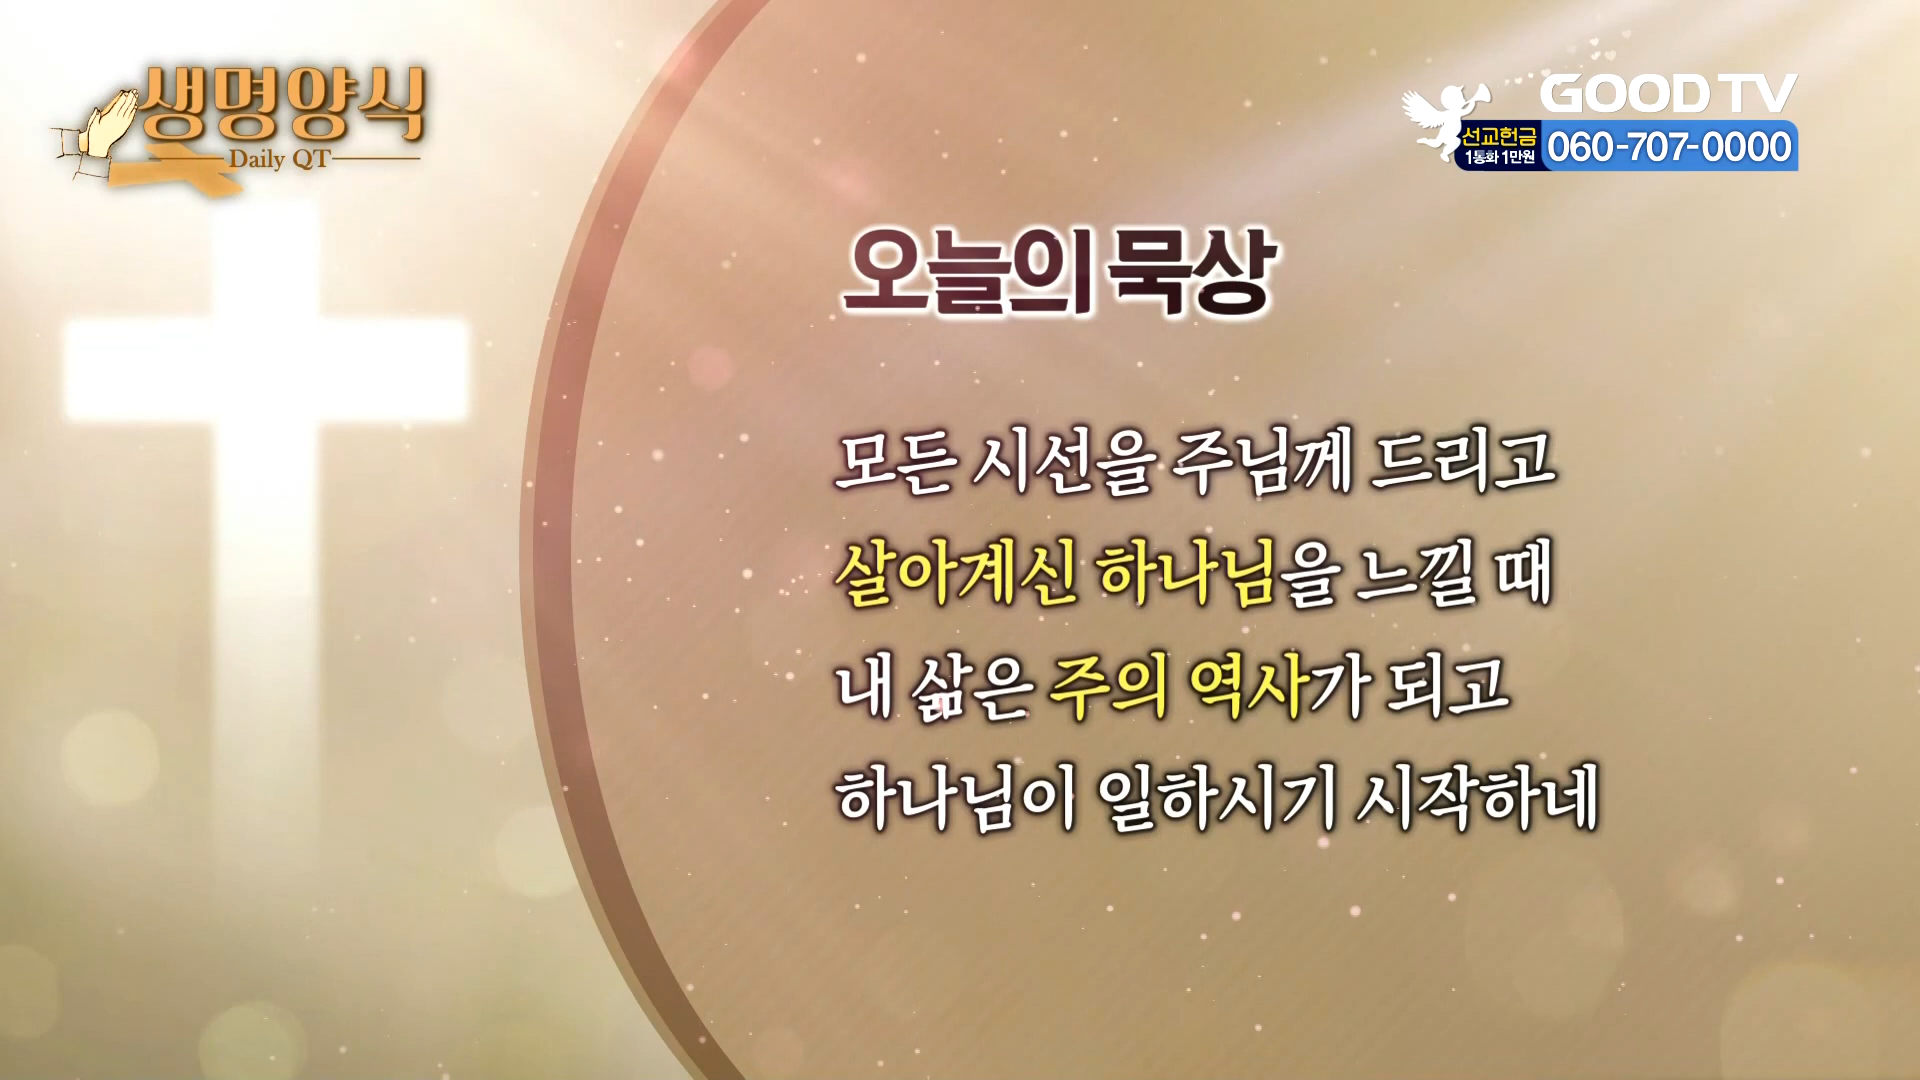 생명양식
Daily QT
GOODTV
선교헌금
1통화 1만원
060-707-0000
오늘의 묵상
모든 시선을 주님께 드리고
살아계신 하나님을 느낄 때
내 삶은 주의 역사가 되고
하나님이 일하시기 시작하네